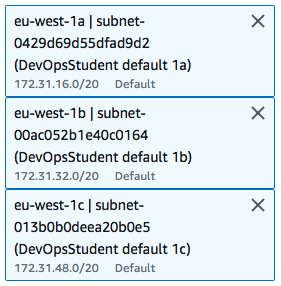 eu-west-1a | subnet-
0429d69d55dfad9d2
(DevOpsStudent default 1a)
172.31.16.0/20 Default
eu-west-1b | subnet-
00ac052b1e40c0164
(DevOpsStudent default 1b)
172.31.32.0/20 Default
eu-west-1c | subnet-
013b0b0deea20b0e5
(DevOpsStudent default 1c)
172.31.48.0/20 Default